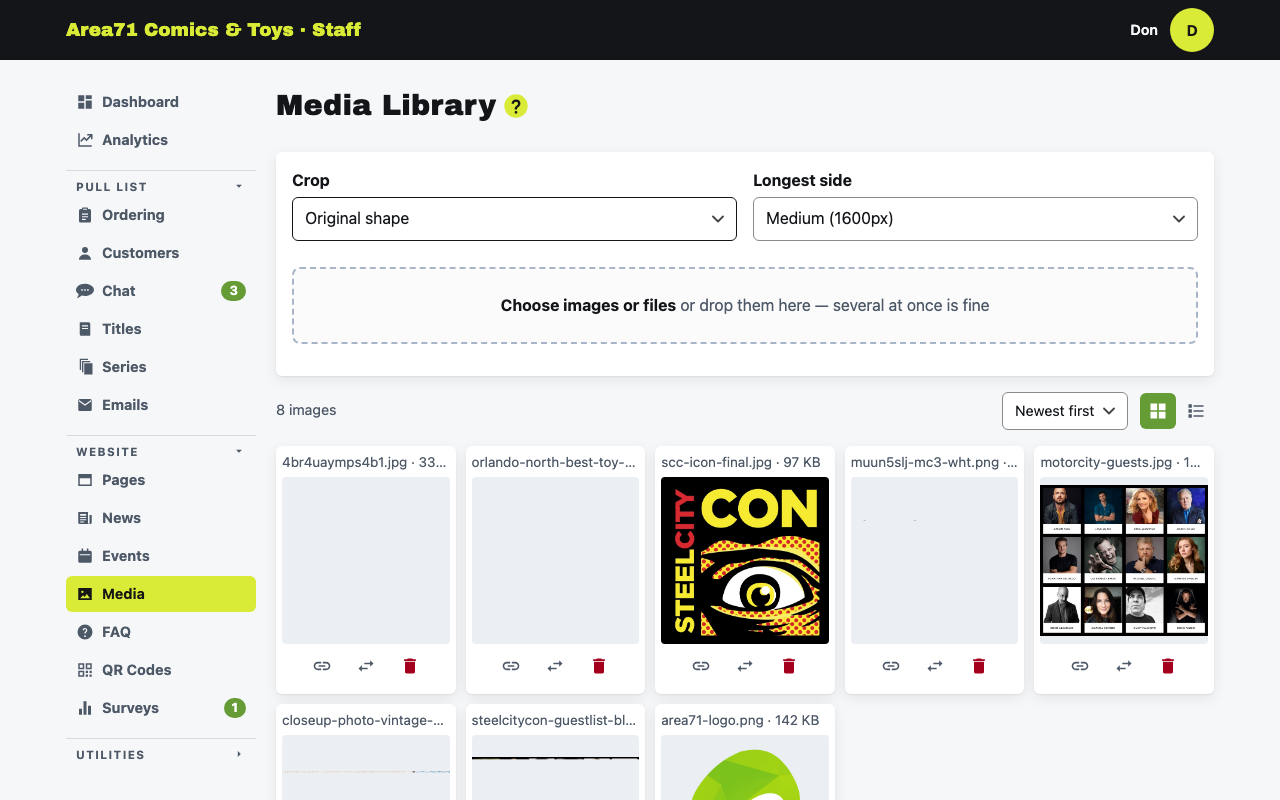 Area71 Comics & Toys · Staff
Don
D
Dashboard
Analytics
PULL LIST
Ordering
Customers
Chat
3
Titles
Series
Emails
WEBSITE
Pages
News
Events
Media
FAQ
QR Codes
Surveys
1
UTILITIES
Media Library ?
Crop
Longest side
Original shape
Medium (1600px)
Choose images or files or drop them here — several at once is fine
8 images
Newest first
4br4uaymps4b1.jpg · 33...
orlando-north-best-toy-...
scc-icon-final.jpg · 97 KB
muun5slj-mc3-wht.png ·...
motorcity-guests.jpg · 1...
STEELCITY
CON
closeup-photo-vintage-...
steelcitycon-guestlist-bl...
area71-logo.png · 142 KB